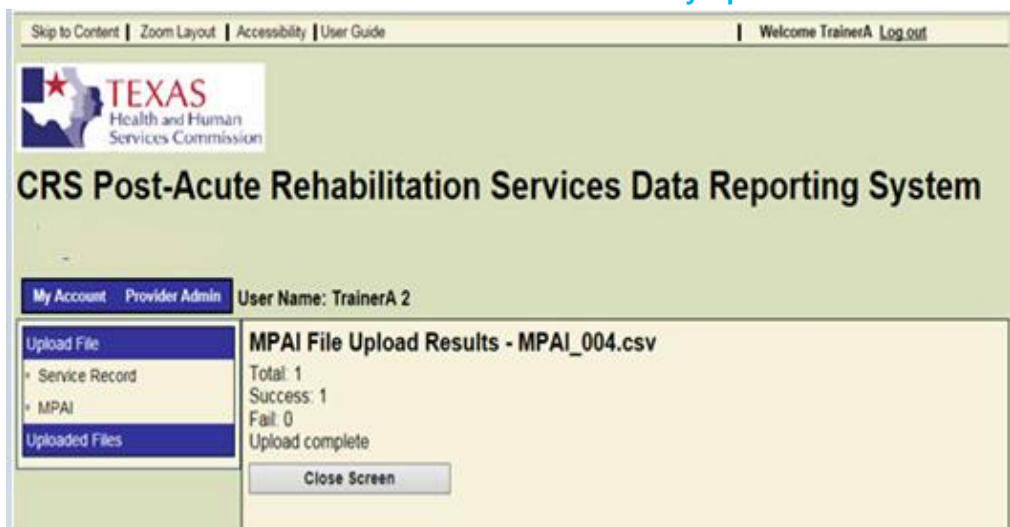 Skip to Content | Zoom Layout | Accessibility | User Guide | Welcome TrainerA Log out
TEXAS
Health and Human
Services Commission
CRS Post-Acute Rehabilitation Services Data Reporting System
My Account Provider Admin User Name: TrainerA 2
Upload File
MPAI File Upload Results - MPAI_004.csv
Service Record
Total: 1
MPAI
Success: 1
Fail: 0
Uploaded Files
Upload complete
Close Screen